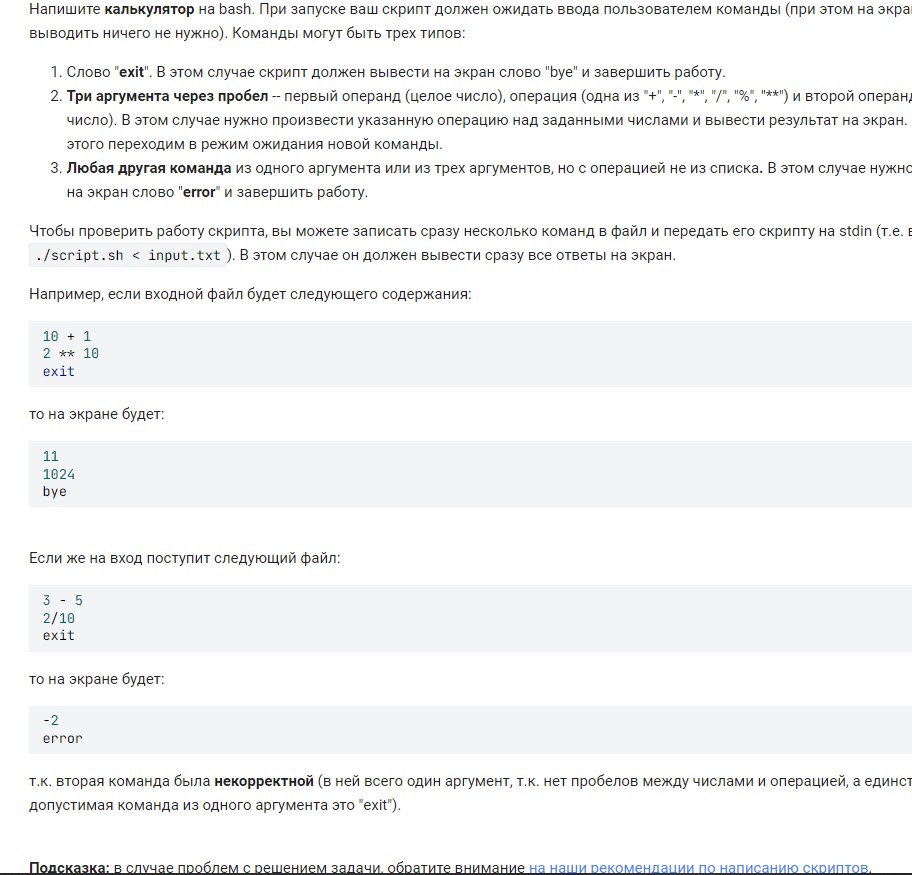 Напишите калькулятор на bash. При запуске ваш скрипт должен ожидать ввода пользователем команды (при этом на
выводить ничего не нужно). Команды могут быть трех типов:
1. Слово "exit". В этом случае скрипт должен вывести на экран слово "bye" и завершить работу.
2. Три аргумента через пробел -- первый операнд (целое число), операция (одна из "+", "-", "*", "/", "%", "**") и второй
число). В этом случае нужно произвести указанную операцию над заданными числами и вывести результат на экран.
этого переходим в режим ожидания новой команды.
3. Любая другая команда из одного аргумента или из трех аргументов, но с операцией не из списка. В этом случае
на экран слово "error" и завершить работу.
Чтобы проверить работу скрипта, вы можете записать сразу несколько команд в файл и передать его скрипту на stdin (т.е.
./script.sh < input.txt ). В этом случае он должен вывести сразу все ответы на экран.
Например, если входной файл будет следующего содержания:
10 + 1
2 ** 10
exit
то на экране будет:
11
1024
bye
Если же на вход поступит следующий файл:
3 - 5
2/10
exit
то на экране будет:
-2
error
т.к. вторая команда была некорректной (в ней всего один аргумент, т.к. нет пробелов между числами и операцией, а
допустимая команда из одного аргумента это "exit").
Подсказка: в случае проблем с решением задачи, обратите внимание на наши рекомендации по написанию скриптов.